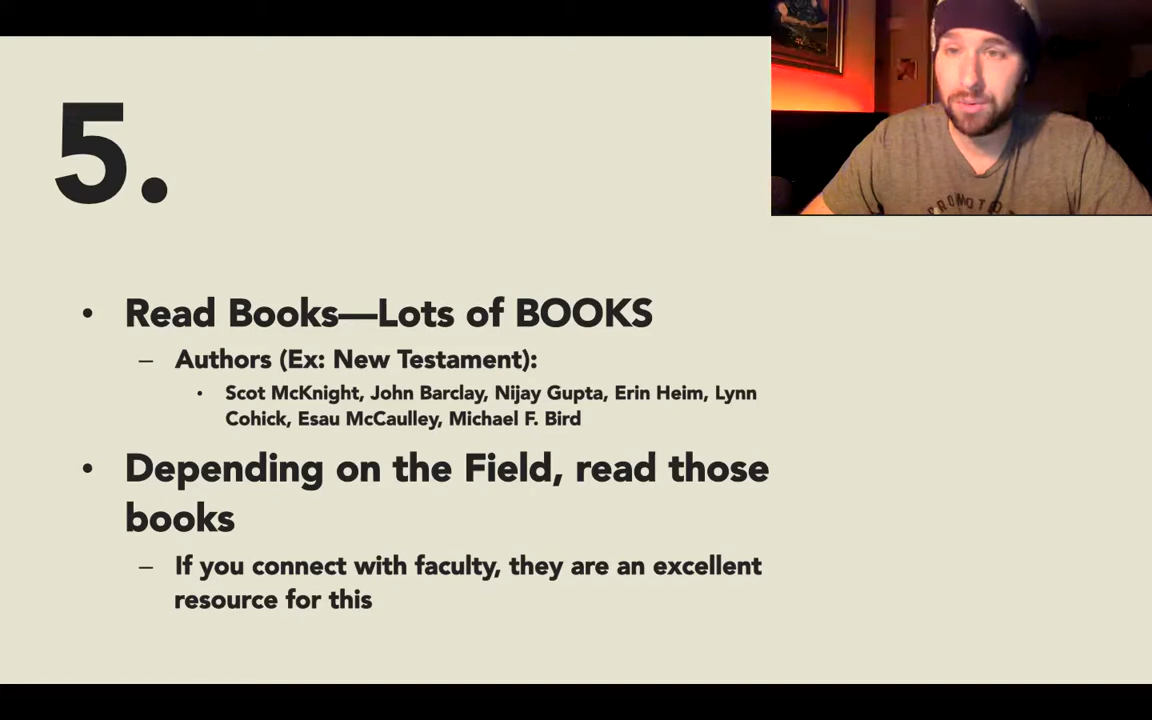 5.
• Read Books—Lots of BOOKS
– Authors (Ex: New Testament):
• Scot McKnight, John Barclay, Nijay Gupta, Erin Heim, Lynn
Cohick, Esau McCaulley, Michael F. Bird
• Depending on the Field, read those
books
– If you connect with faculty, they are an excellent
resource for this